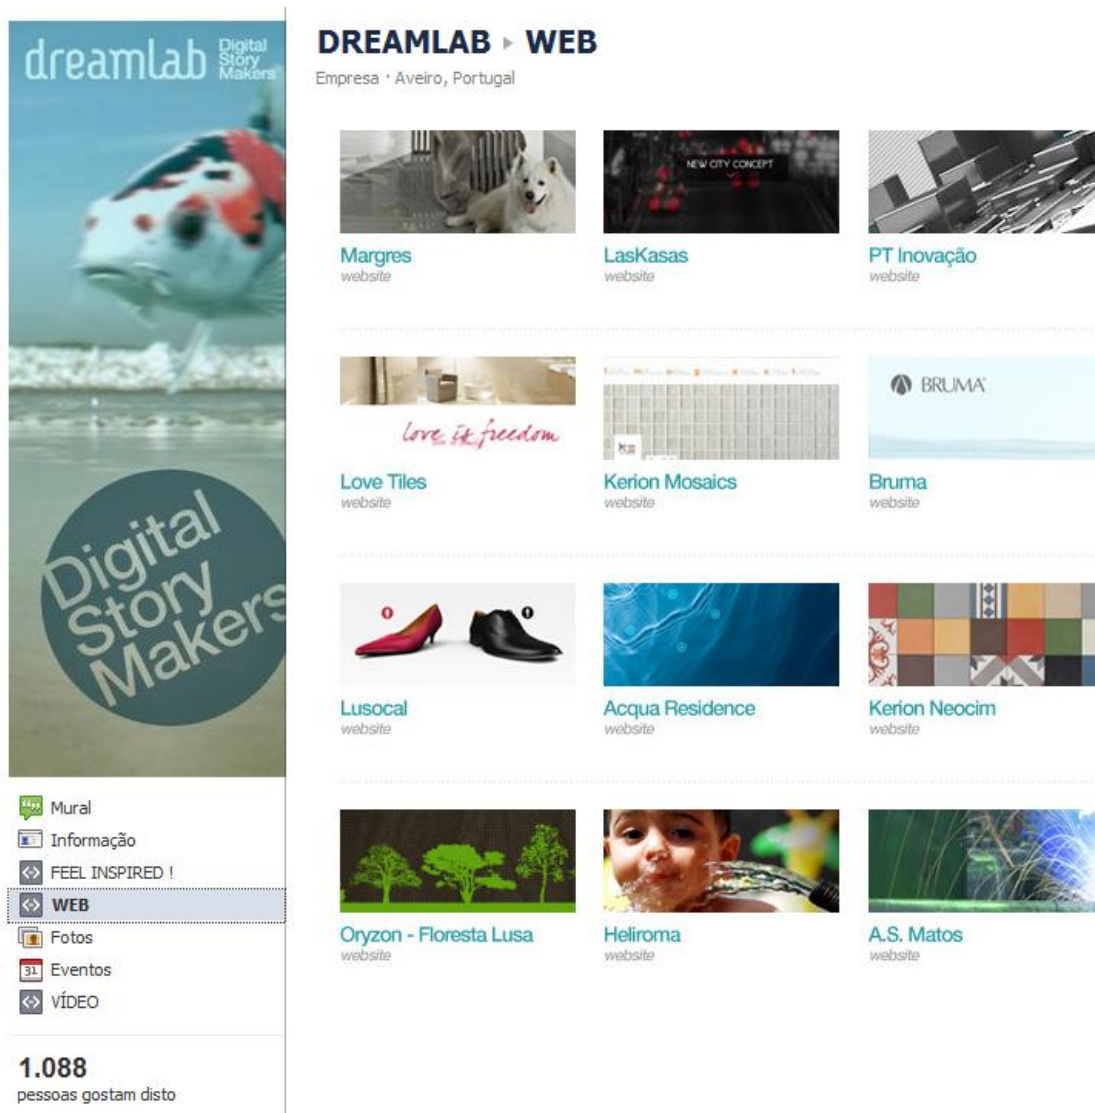 dreamlab Digital
Story
Makers
Digital
Story
Makers
Mural
Informação
FEEL INSPIRED !
WEB
Fotos
31 Eventos
VÍDEO
1.088
pessoas gostam disto
DREAMLAB ▸ WEB
Empresa · Aveiro, Portugal
NEW CITY CONCEPT
Margres
website
LasKasas
website
PT Inovação
website
love is freedom
BRUMA
Love Tiles
website
Kerion Mosaics
website
Bruma
website
Lusocal
website
Acqua Residence
website
Kerion Neocim
website
Oryzon - Floresta Lusa
website
Heliroma
website
A.S. Matos
website